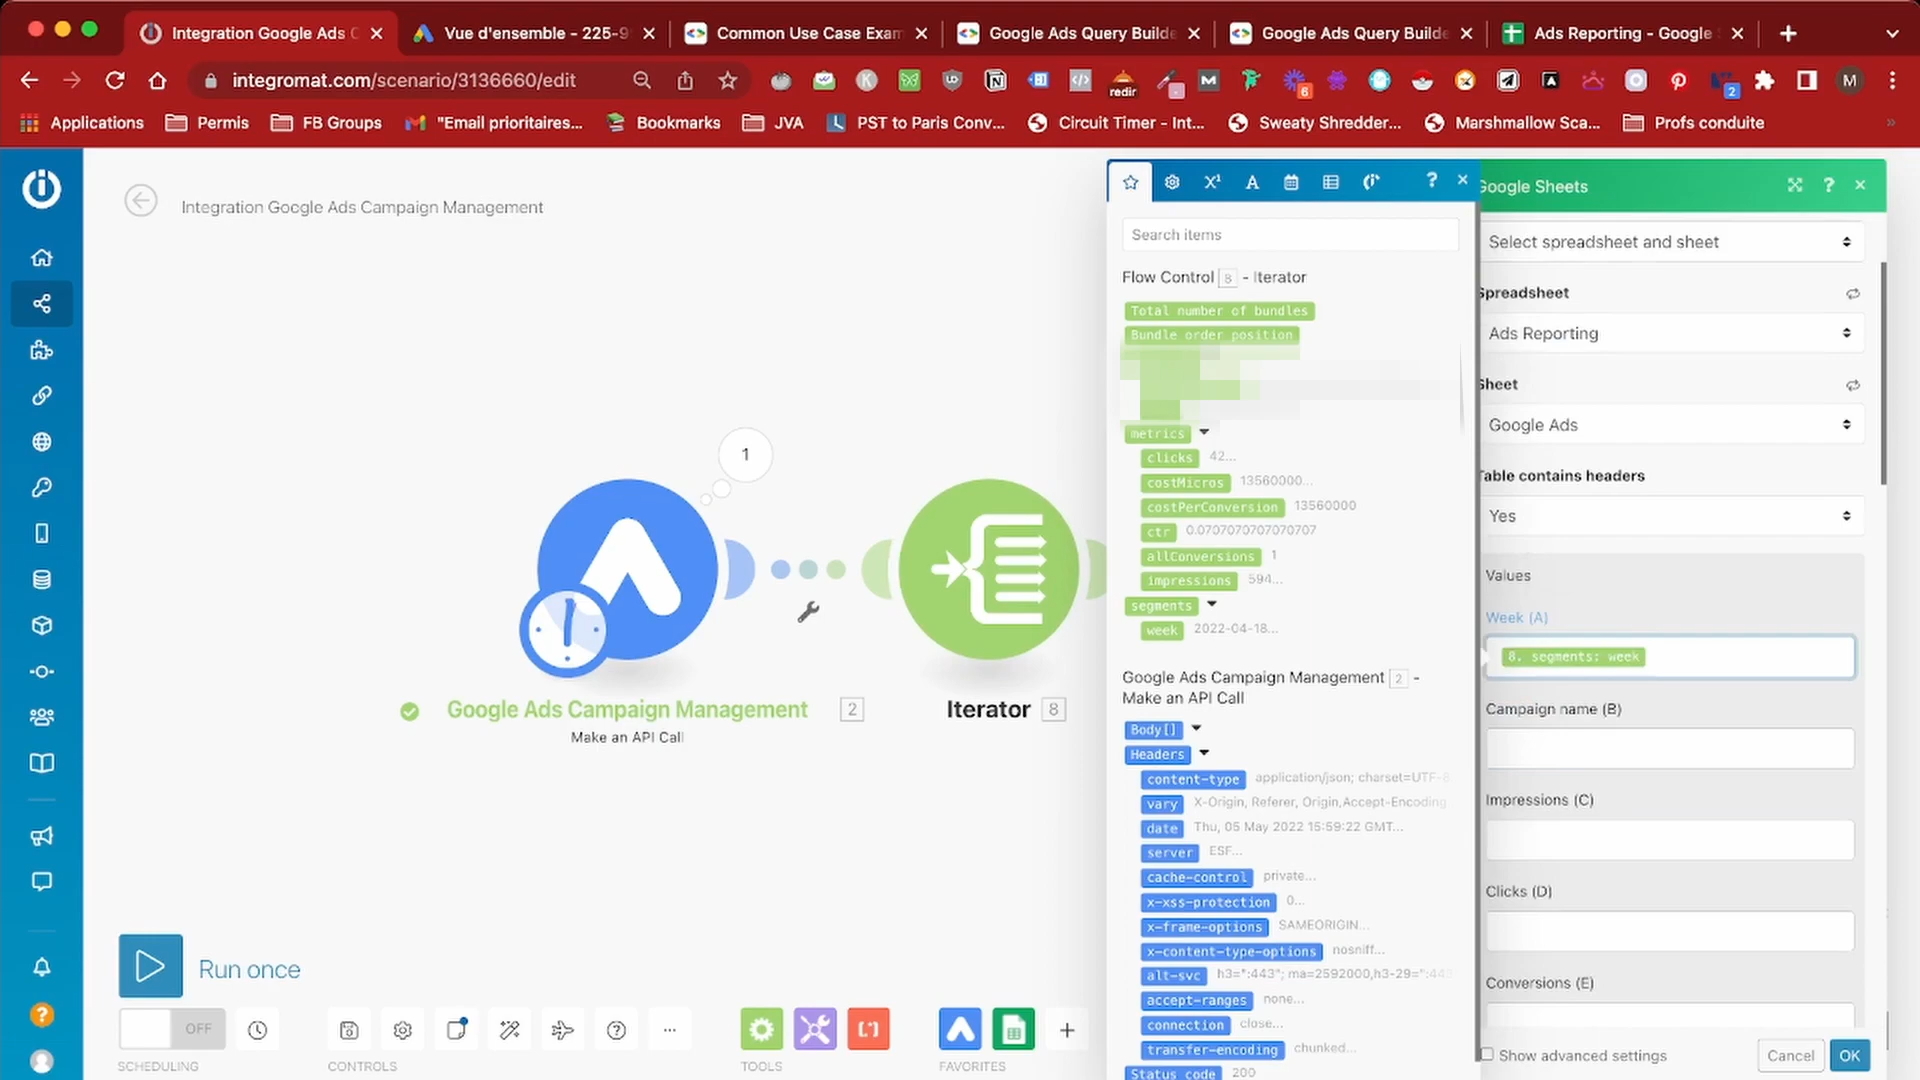 Integration Google Ads C
Vue d'ensemble - 225-9
Common Use Case Exam
Google Ads Query Builde
Google Ads Query Builde
Ads Reporting - Google S
integromat.com/scenario/3136660/edit
redir
6
2
M
Applications
Permis
FB Groups
"Email prioritaires...
Bookmarks
JVA
PST to Paris Conv...
Circuit Timer - Int...
Sweaty Shredder...
Marshmallow Sca...
Profs conduite
»
Integration Google Ads Campaign Management
1
Google Ads Campaign Management 2
Make an API Call
Iterator 8
Run once
OFF
SCHEDULING
CONTROLS
TOOLS
FAVORITES
Search items
Flow Control 8 - Iterator
Total number of bundles
Bundle order position
metrics
clicks 42...
costMicros 13560000...
costPerConversion 13560000
ctr 0.0707070707070707
allConversions 1
impressions 594...
segments
week 2022-04-18...
Google Ads Campaign Management 2 -
Make an API Call
Body[]
Headers
content-type application/json; charset=UTF-8
vary X-Origin, Referer, Origin,Accept-Encoding
date Thu, 05 May 2022 15:59:22 GMT...
server ESF...
cache-control private...
x-xss-protection 0...
x-frame-options SAMEORIGIN...
x-content-type-options nosniff...
alt-svc h3=":443"; ma=2592000,h3-29=":443
accept-ranges none...
connection close...
transfer-encoding chunked...
Status code 200
Google Sheets
Select spreadsheet and sheet
Spreadsheet
Ads Reporting
Sheet
Google Ads
Table contains headers
Yes
Values
Week (A)
8. segments: week
Campaign name (B)
Impressions (C)
Clicks (D)
Conversions (E)
Show advanced settings
Cancel
OK